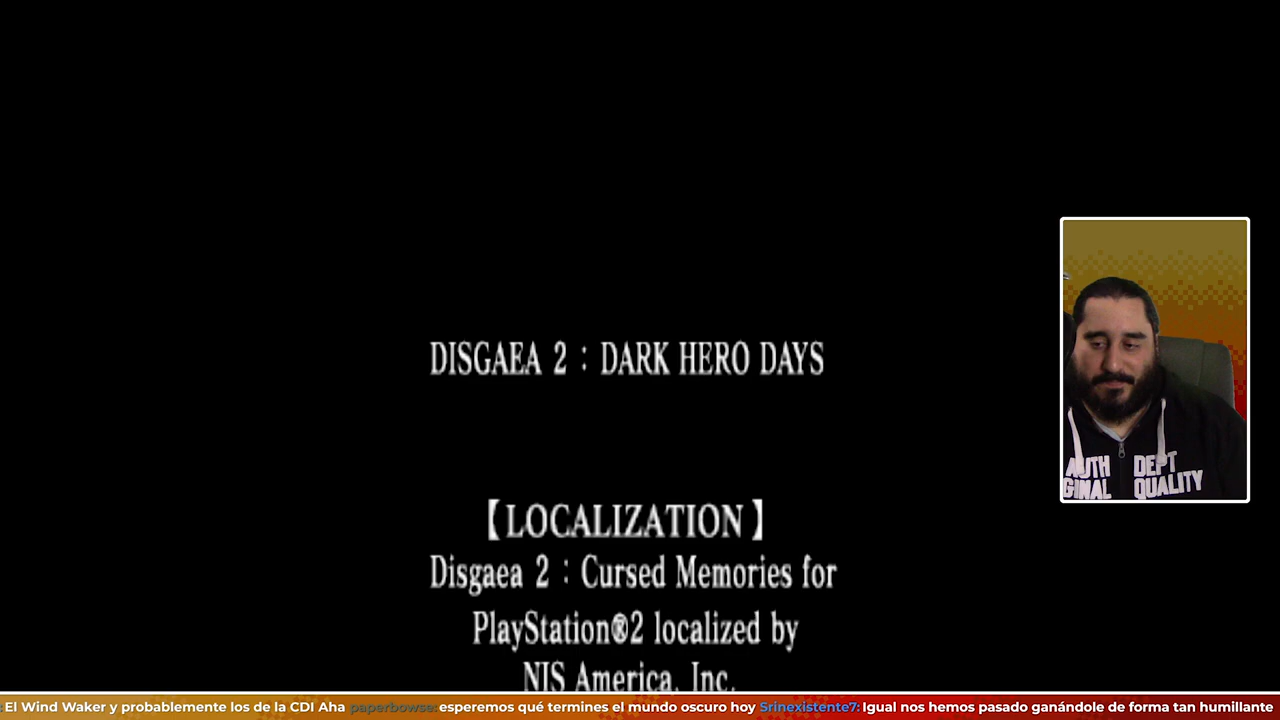 DISGAEA 2 : DARK HERO DAYS
【LOCALIZATION】
Disgaea 2 : Cursed Memories for
PlayStation®2 localized by
NIS America, Inc.
AUTH DEPT
GINAL QUALITY
: El Wind Waker y probablemente los de la CDI Aha paperbowse: esperemos qué termines el mundo oscuro hoy Srinexistente7: Igual nos hemos pasado ganándole de forma tan humillante